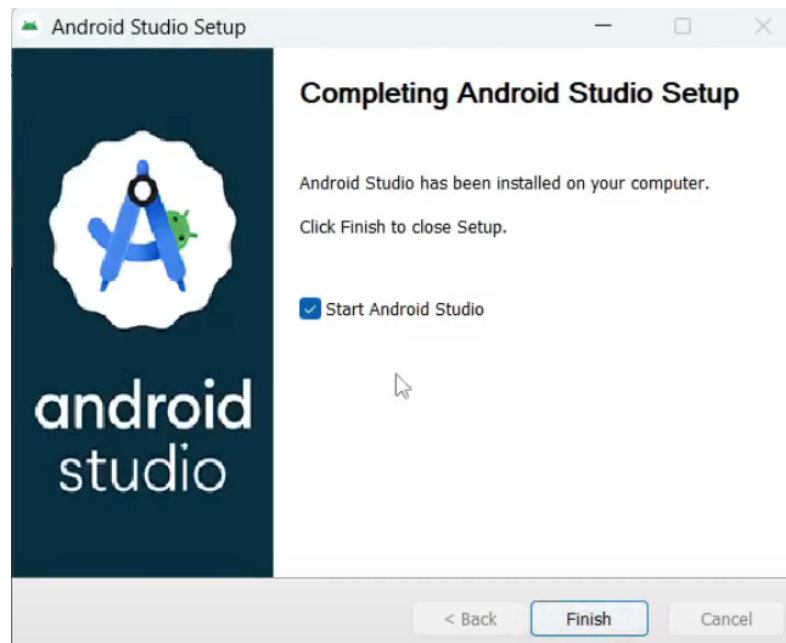 Android Studio Setup
Completing Android Studio Setup
Android Studio has been installed on your computer.
Click Finish to close Setup.
Start Android Studio
android
studio
< Back
Finish
Cancel